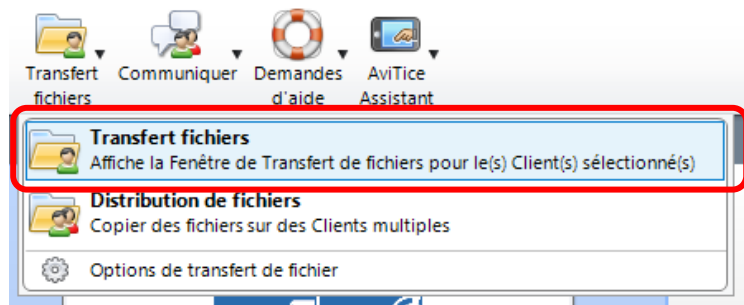 Transfert fichiers
Communiquer
Demandes d'aide
AviTice Assistant
Transfert fichiers
Affiche la Fenêtre de Transfert de fichiers pour le(s) Client(s) sélectionné(s)
Distribution de fichiers
Copier des fichiers sur des Clients multiples
Options de transfert de fichier